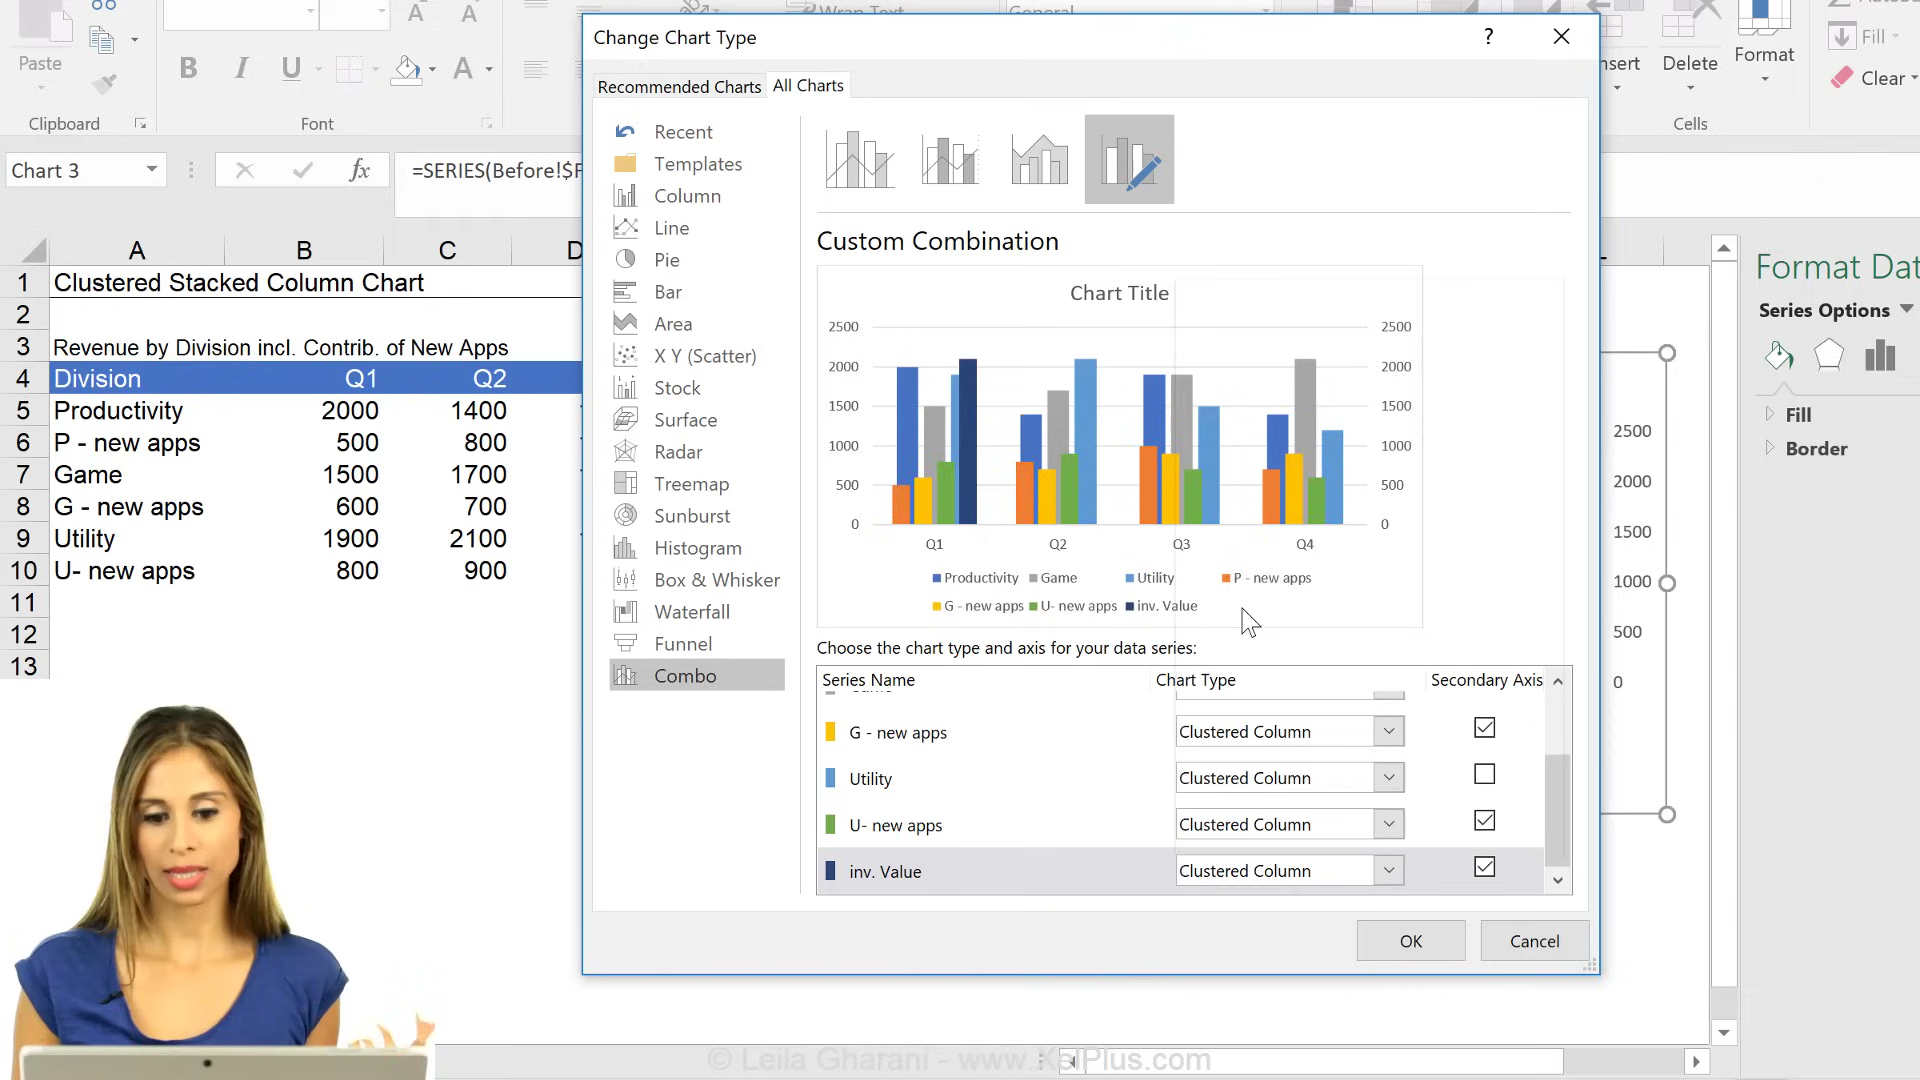 Wrap Text
General
Paste
B I U
A
Insert
Delete
Format
Fill
Clear
Clipboard
Font
Cells
Change Chart Type
?
Recommended Charts
All Charts
Recent
Templates
Column
Line
Pie
Bar
Area
X Y (Scatter)
Stock
Surface
Radar
Treemap
Sunburst
Histogram
Box & Whisker
Waterfall
Funnel
Combo
Custom Combination
Chart Title
2500 2500
2000 2000
1500 1500
1000 1000
500 500
0 0
Q1 Q2 Q3 Q4
Productivity Game Utility P - new apps
G - new apps U- new apps inv. Value
Choose the chart type and axis for your data series:
Series Name Chart Type Secondary Axis
G - new apps Clustered Column
Utility Clustered Column
U- new apps Clustered Column
inv. Value Clustered Column
OK Cancel
Chart 3
fx
=SERIES(Before!$F
A B C D
1 Clustered Stacked Column Chart
2
3 Revenue by Division incl. Contrib. of New Apps
4 Division Q1 Q2
5 Productivity 2000 1400
6 P - new apps 500 800
7 Game 1500 1700
8 G - new apps 600 700
9 Utility 1900 2100
10 U- new apps 800 900
11
12
13
Format Dat
Series Options
Fill
Border
2500
2000
1500
1000
500
0
© Leila Gharani - www.XelPlus.com